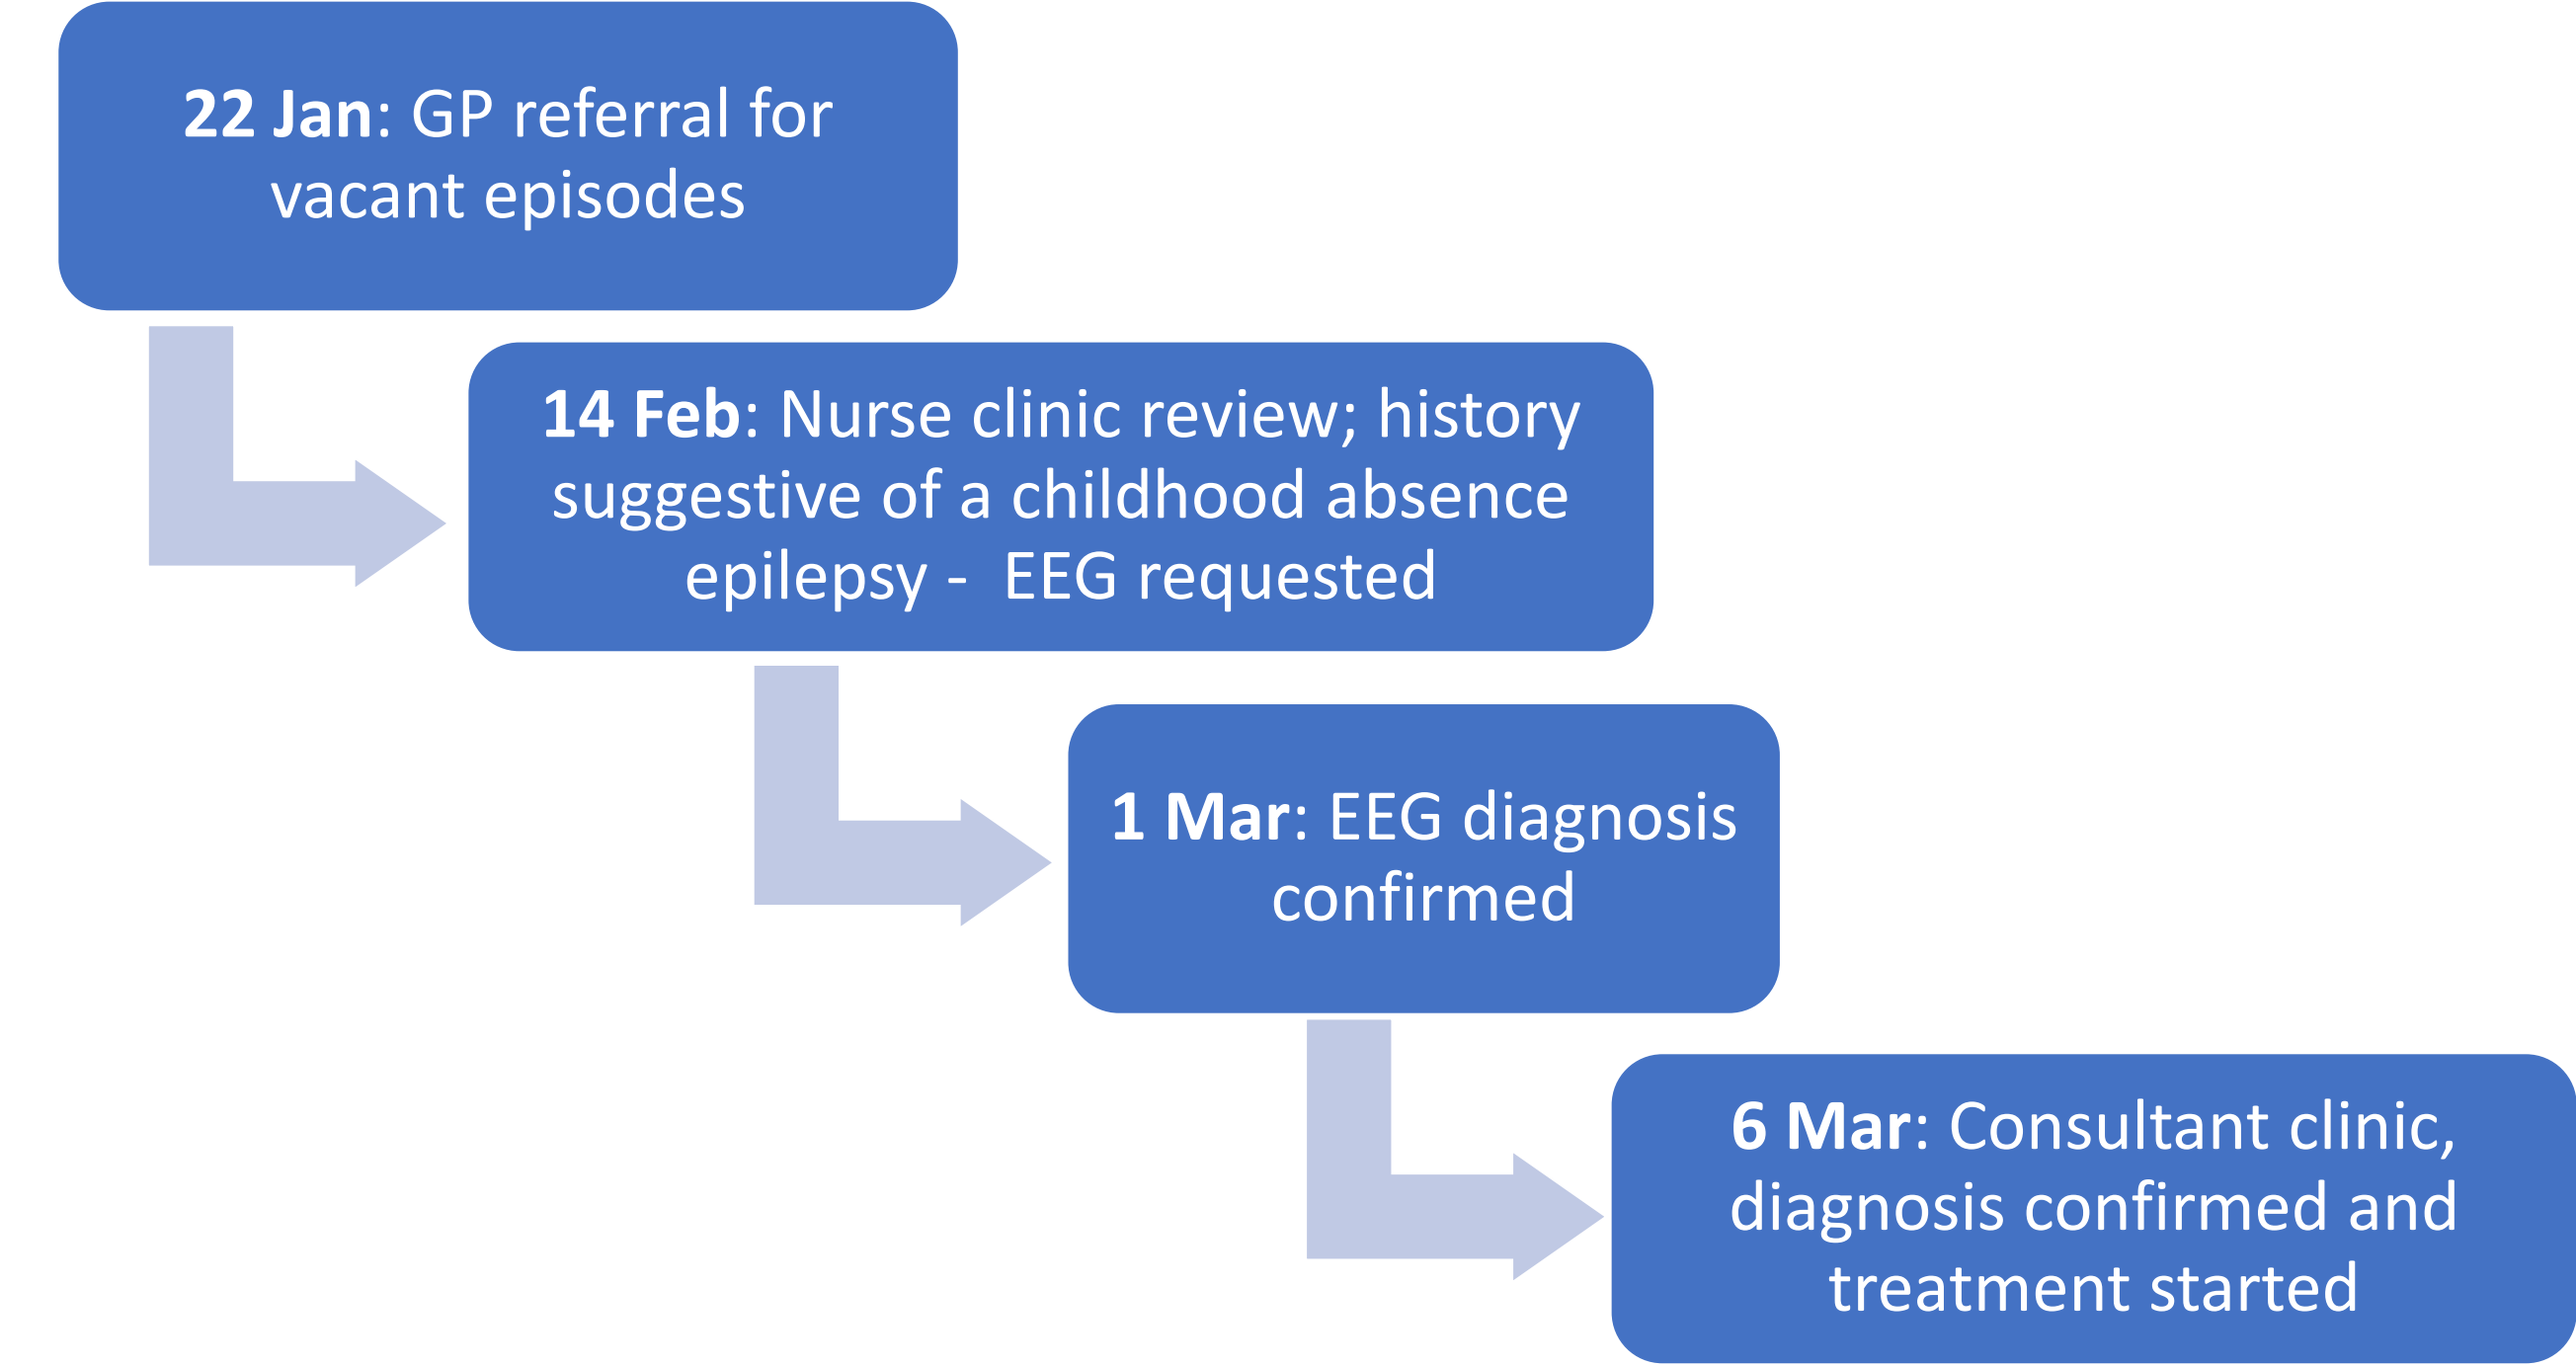 22 Jan: GP referral for
vacant episodes
14 Feb: Nurse clinic review; history
suggestive of a childhood absence
epilepsy -  EEG requested
1 Mar: EEG diagnosis
confirmed
6 Mar: Consultant clinic,
diagnosis confirmed and
treatment started